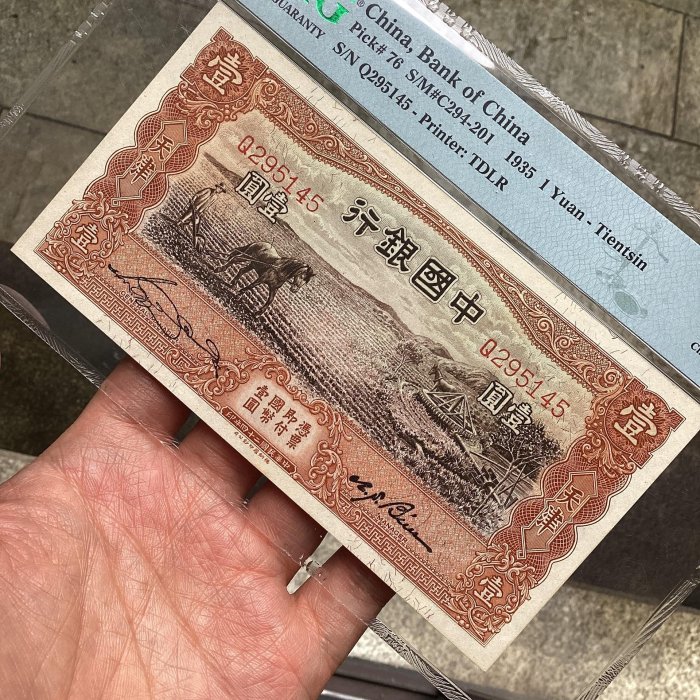 China, Bank of China
Pick# 76 S/M#C294-201 1935 1 Yuan - Tientsin
S/N Q295145 - Printer: TDLR
GUARANTY
壹
壹
天津
天津
Q295145
壹圓
中國銀行
Q295145
壹圓
憑票
即付
國幣
壹圓
壹
壹